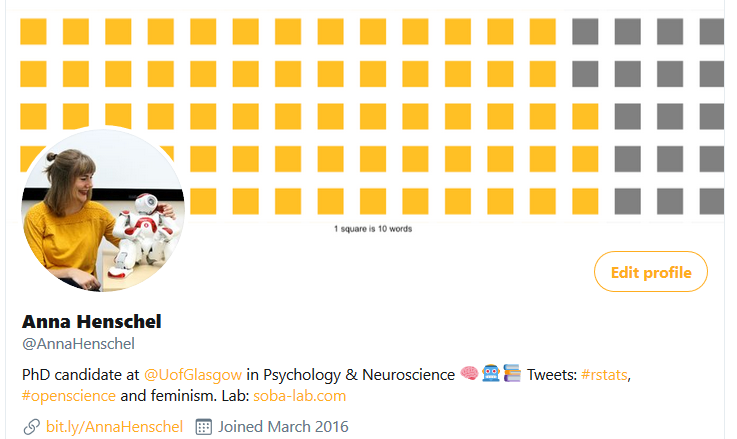 1 square is 10 words
Edit profile
Anna Henschel
@AnnaHenschel
PhD candidate at @UofGlasgow in Psychology & Neuroscience 🧠🤖📚 Tweets: #rstats,
#openscience and feminism. Lab: soba-lab.com
bit.ly/AnnaHenschel Joined March 2016